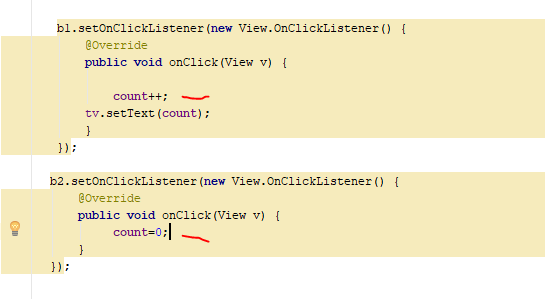 b1.setOnClickListener(new View.OnClickListener() {
@Override
public void onClick(View v) {
count++;
tv.setText(count);
}
});
b2.setOnClickListener(new View.OnClickListener() {
@Override
public void onClick(View v) {
count=0;
}
});